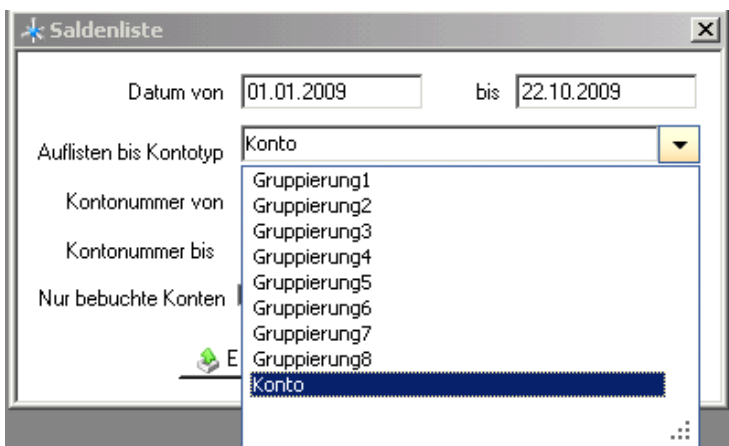 Saldenliste
Datum von 01.01.2009 bis 22.10.2009
Auflisten bis Kontotyp Konto
Gruppierung1
Kontonummer von
Gruppierung2
Gruppierung3
Kontonummer bis
Gruppierung4
Gruppierung5
Nur bebuchte Konten
Gruppierung6
Gruppierung7
E
Gruppierung8
Konto